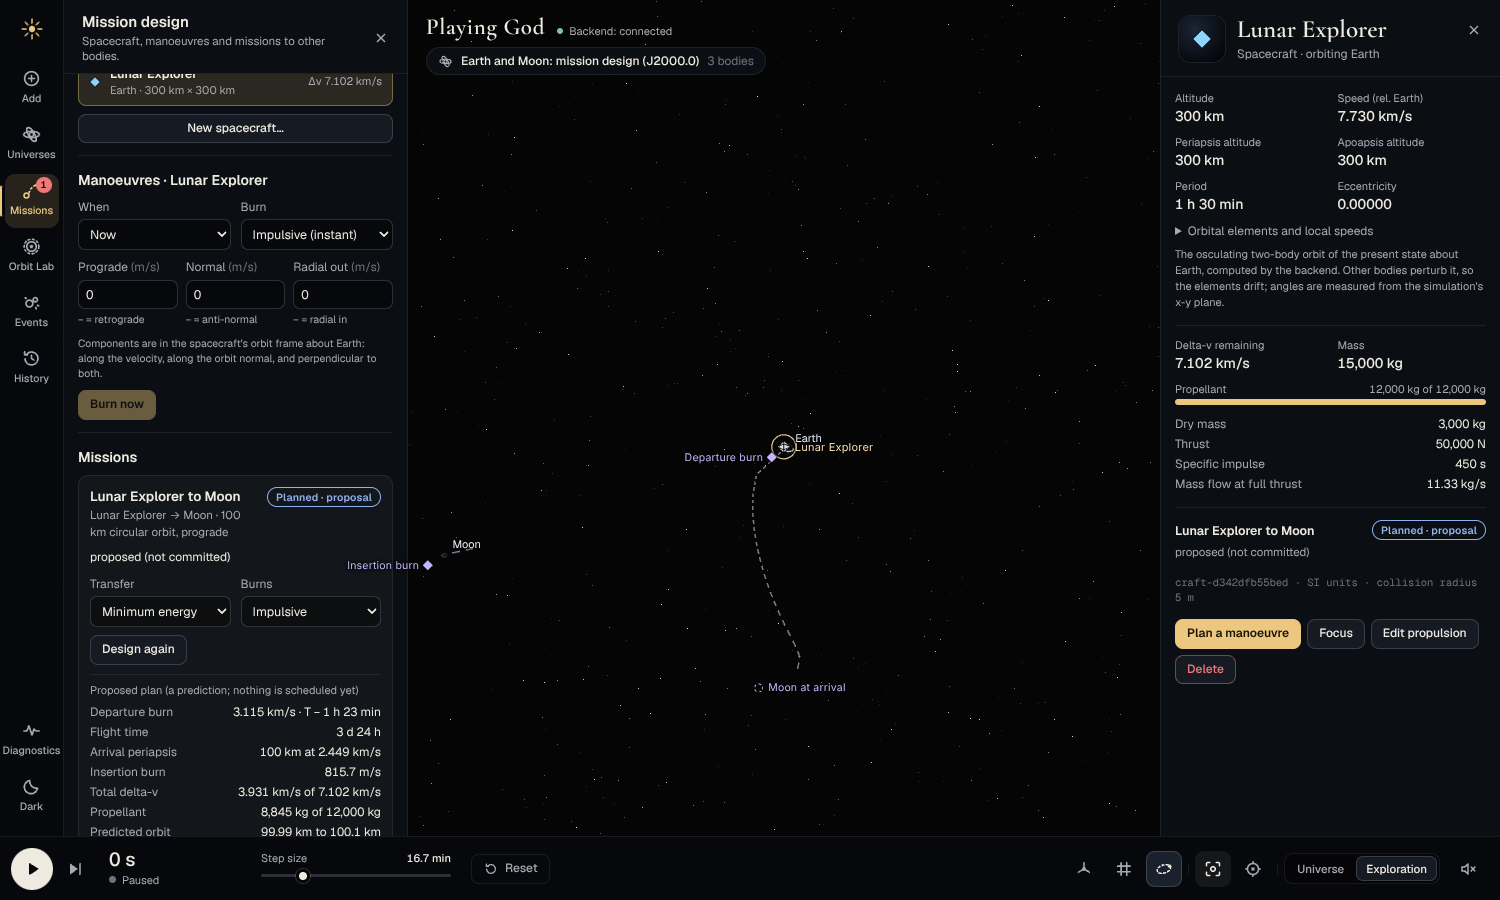 Add
Universes
1
Missions
Orbit Lab
Events
History
Diagnostics
Dark
Mission design
Spacecraft, manoeuvres and missions to other
bodies.
Lunar Explorer
Earth · 300 km × 300 km
Δv 7.102 km/s
New spacecraft…
Manoeuvres · Lunar Explorer
When
Burn
Now
Impulsive (instant)
Prograde (m/s)
Normal (m/s)
Radial out (m/s)
0
0
0
− = retrograde
− = anti-normal
− = radial in
Components are in the spacecraft's orbit frame about Earth:
along the velocity, along the orbit normal, and perpendicular to
both.
Burn now
Missions
Lunar Explorer to Moon
Planned · proposal
Lunar Explorer → Moon · 100
km circular orbit, prograde
proposed (not committed)
Transfer
Burns
Minimum energy
Impulsive
Design again
Proposed plan (a prediction; nothing is scheduled yet)
Departure burn 3.115 km/s · T − 1 h 23 min
Flight time 3 d 24 h
Arrival periapsis 100 km at 2.449 km/s
Insertion burn 815.7 m/s
Total delta-v 3.931 km/s of 7.102 km/s
Propellant 8,845 kg of 12,000 kg
Predicted orbit 99.99 km to 100.1 km
Playing God
Backend: connected
Earth and Moon: mission design (J2000.0) 3 bodies
Earth
Lunar Explorer
Departure burn
Moon
Insertion burn
Moon at arrival
Lunar Explorer
Spacecraft · orbiting Earth
Altitude
Speed (rel. Earth)
300 km
7.730 km/s
Periapsis altitude
Apoapsis altitude
300 km
300 km
Period
Eccentricity
1 h 30 min
0.00000
Orbital elements and local speeds
The osculating two-body orbit of the present state about
Earth, computed by the backend. Other bodies perturb it, so
the elements drift; angles are measured from the simulation's
x-y plane.
Delta-v remaining
Mass
7.102 km/s
15,000 kg
Propellant 12,000 kg of 12,000 kg
Dry mass 3,000 kg
Thrust 50,000 N
Specific impulse 450 s
Mass flow at full thrust 11.33 kg/s
Lunar Explorer to Moon
Planned · proposal
proposed (not committed)
craft-d342dfb55bed · SI units · collision radius
5 m
Plan a manoeuvre
Focus
Edit propulsion
Delete
0 s
Paused
Step size 16.7 min
Reset
Universe
Exploration